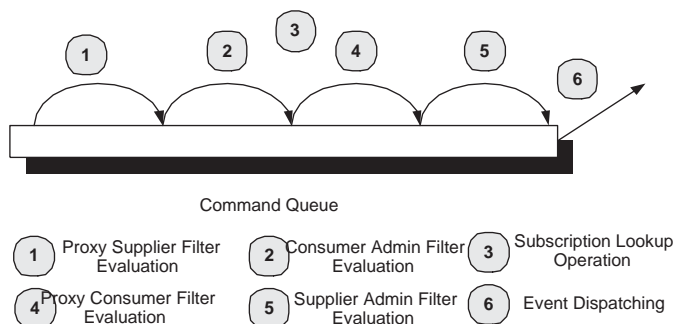 3
1
2
4
5
6
Command Queue
1 Proxy Supplier Filter
Evaluation
2 Consumer Admin Filter
Evaluation
3 Subscription Lookup
Operation
4 Proxy Consumer Filter
Evaluation
5 Supplier Admin Filter
Evaluation
6 Event Dispatching